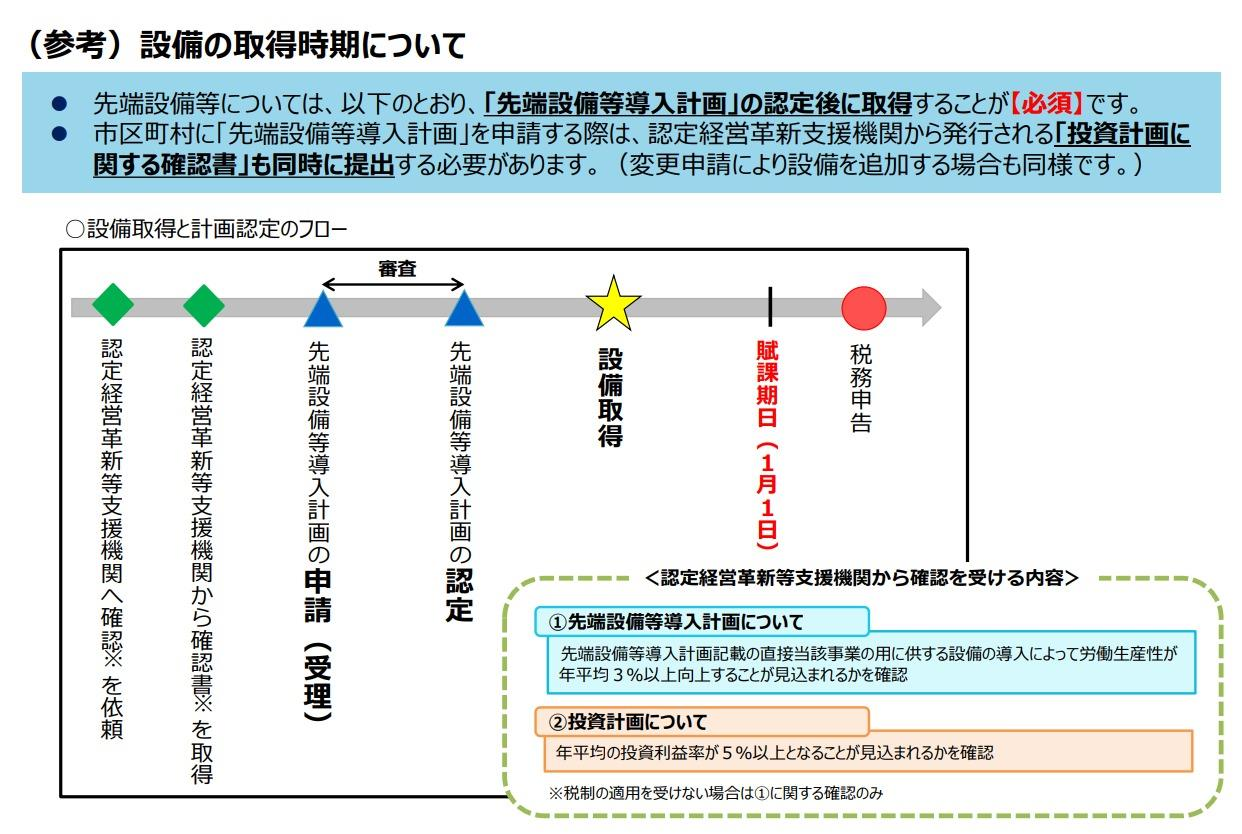 （参考）設備の取得時期について
● 先端設備等については、以下のとおり、「先端設備等導入計画」の認定後に取得することが【必須】です。
● 市区町村に「先端設備等導入計画」を申請する際は、認定経営革新支援機関から発行される「投資計画に
関する確認書」も同時に提出する必要があります。（変更申請により設備を追加する場合も同様です。）
○設備取得と計画認定のフロー
審査
認定経営革新等支援機関へ確認※を依頼
認定経営革新等支援機関から確認書※を取得
先端設備等導入計画の申請（受理）
先端設備等導入計画の認定
設備取得
賦課期日（１月１日）
税務申告
＜認定経営革新等支援機関から確認を受ける内容＞
①先端設備等導入計画について
先端設備等導入計画記載の直接当該事業の用に供する設備の導入によって労働生産性が
年平均３％以上向上することが見込まれるかを確認
②投資計画について
年平均の投資利益率が５％以上となることが見込まれるかを確認
※税制の適用を受けない場合は①に関する確認のみ